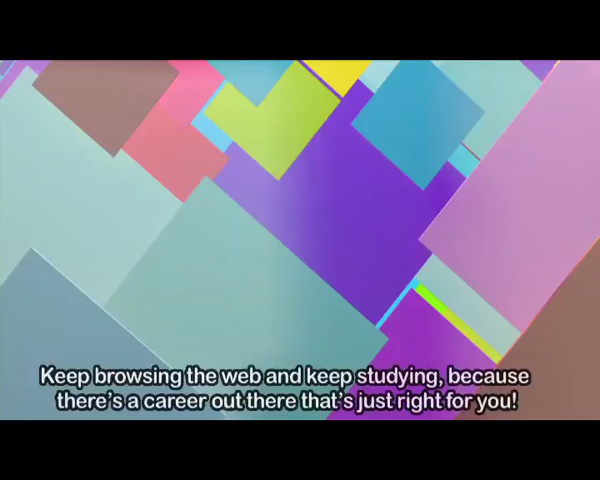 Keep browsing the web and keep studying, because
there's a career out there that's just right for you!